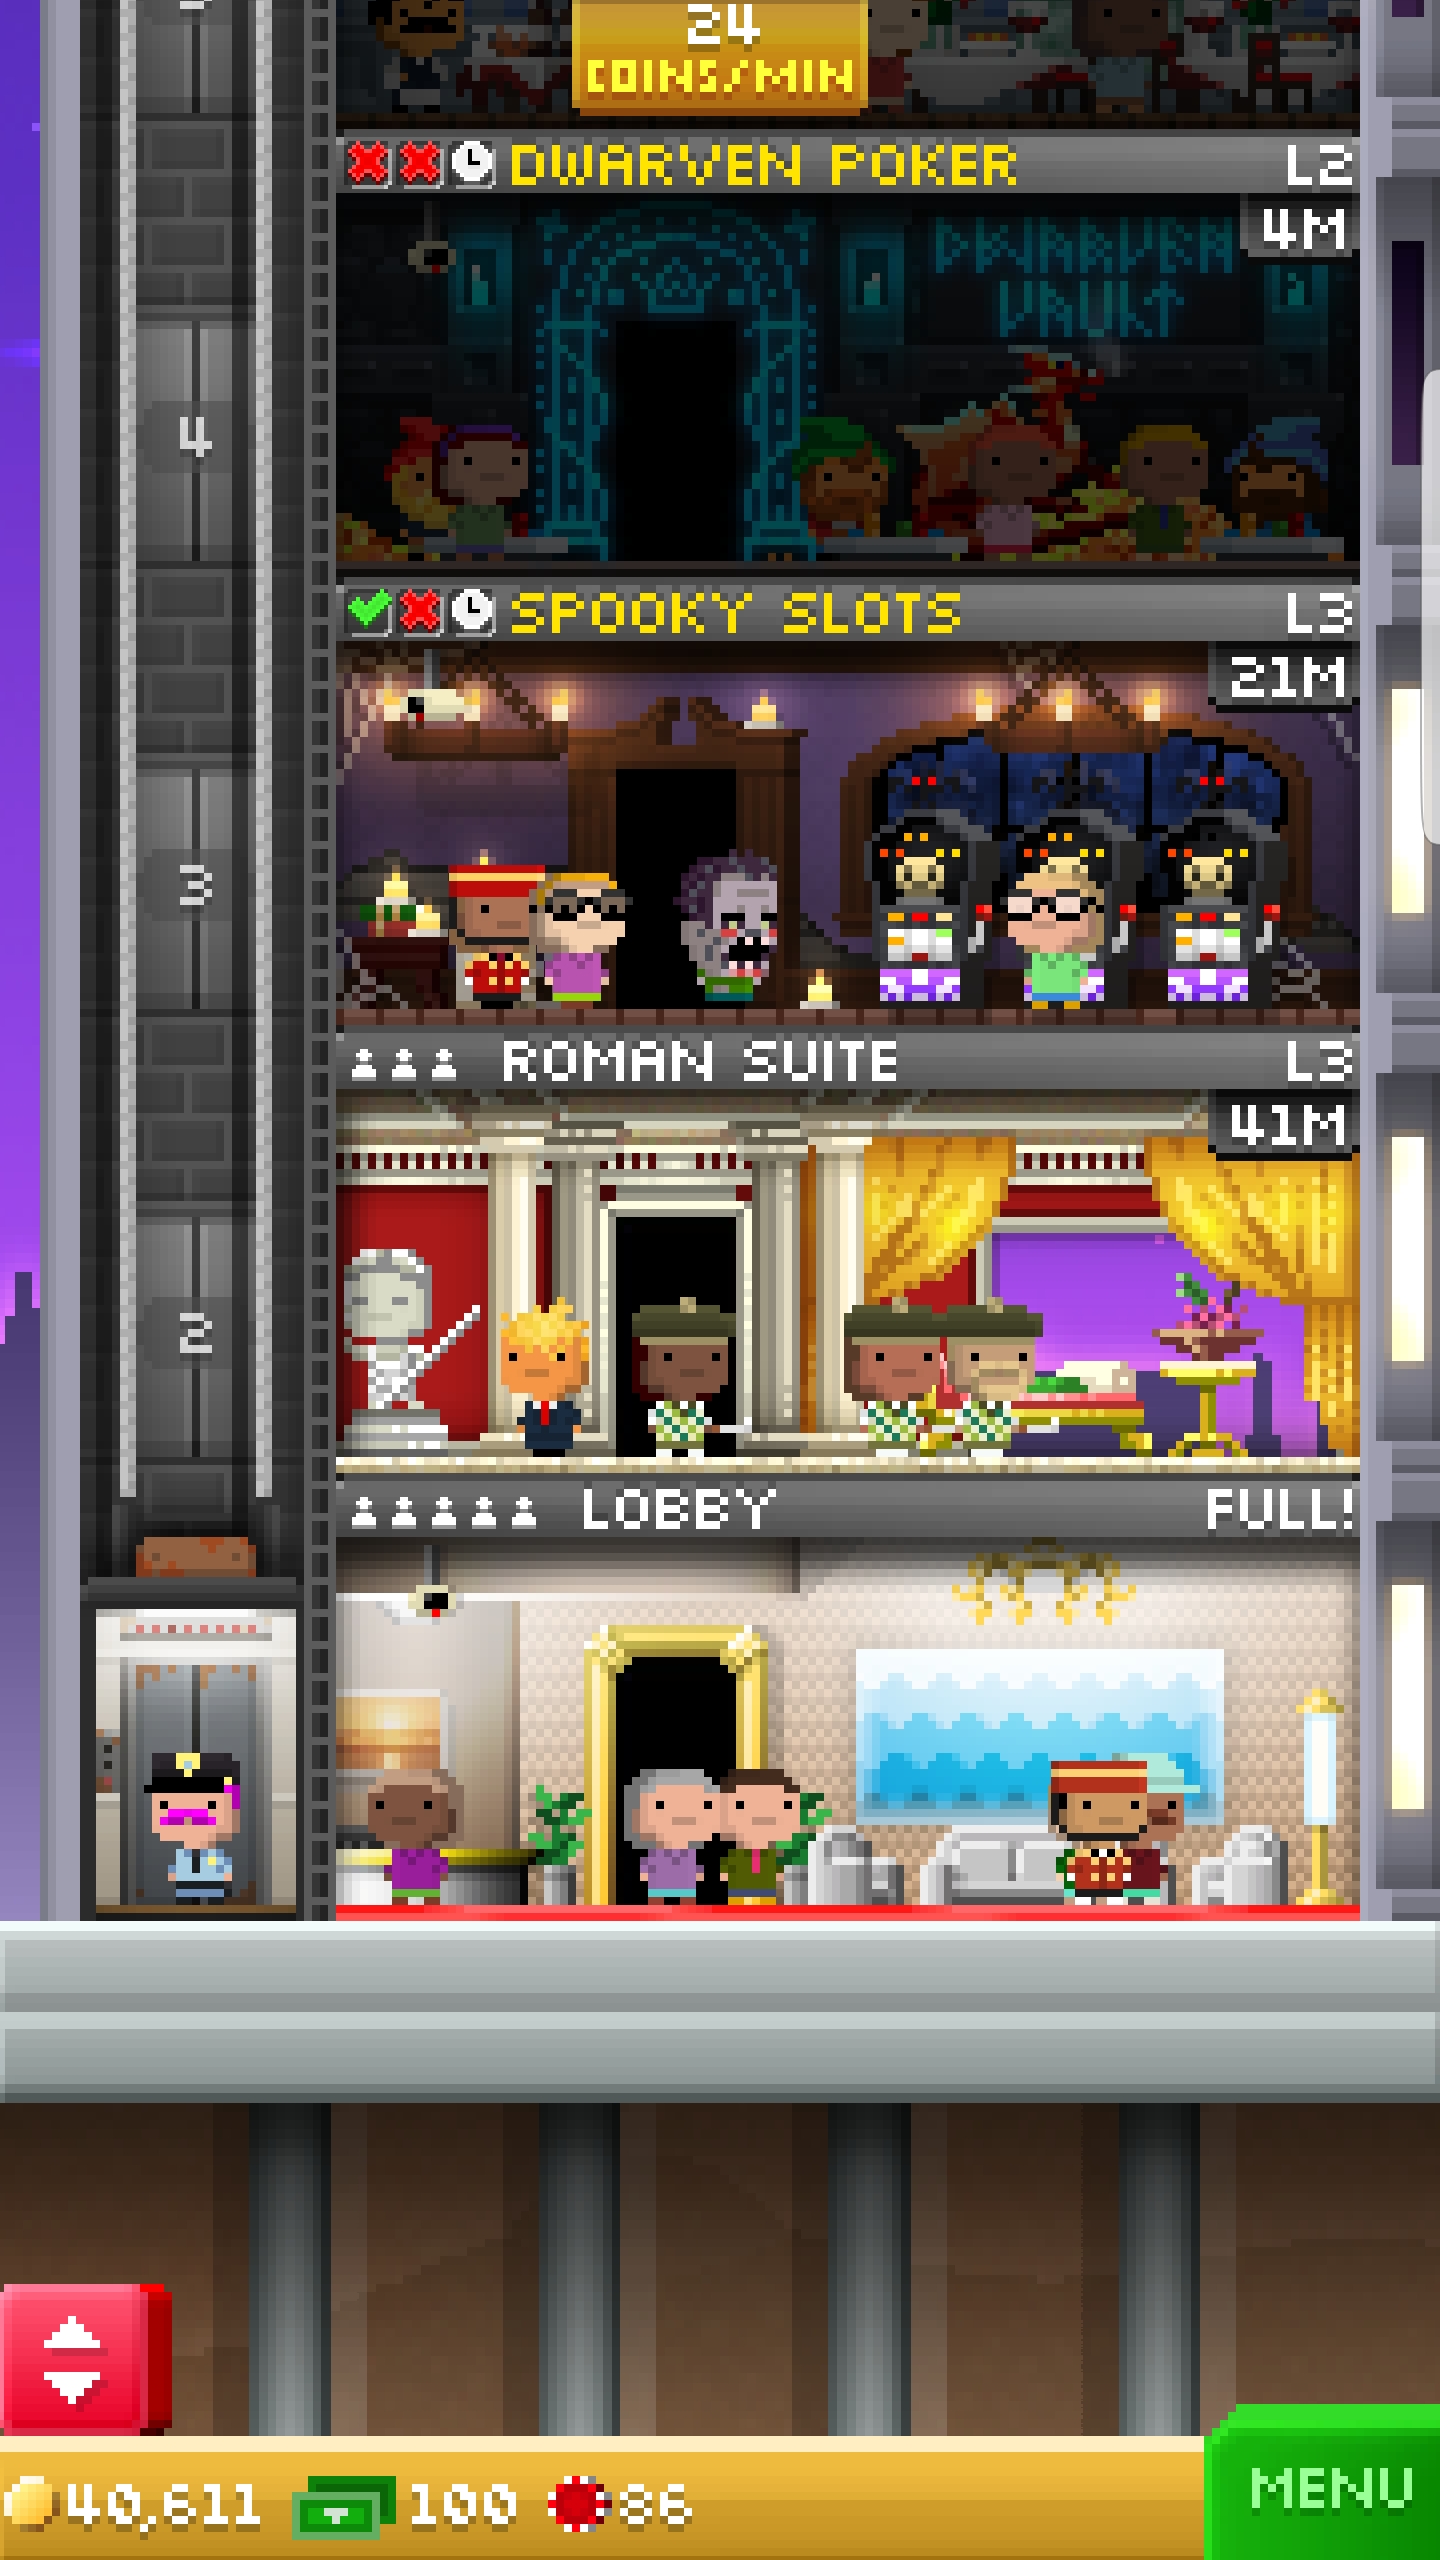 24
COINS/MIN
DWARVEN POKER L2
4M
DWARVEN
VAULT
4
SPOOKY SLOTS L3
21M
3
ROMAN SUITE L3
41M
2
LOBBY FULL!
40,611 100 86
MENU